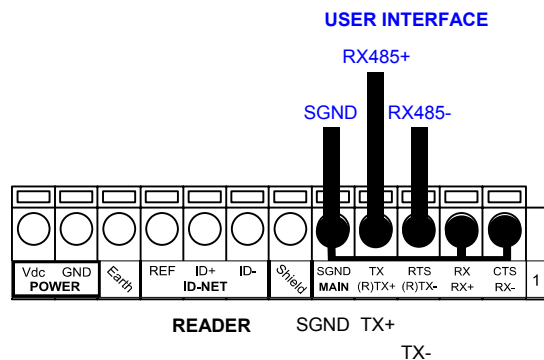 USER INTERFACE
RX485+
SGND RX485-
Vdc GND Earth REF ID+ ID- Shield SGND TX RTS RX CTS
POWER ID-NET MAIN (R)TX+ (R)TX- RX+ RX- 1
READER SGND TX+
TX-